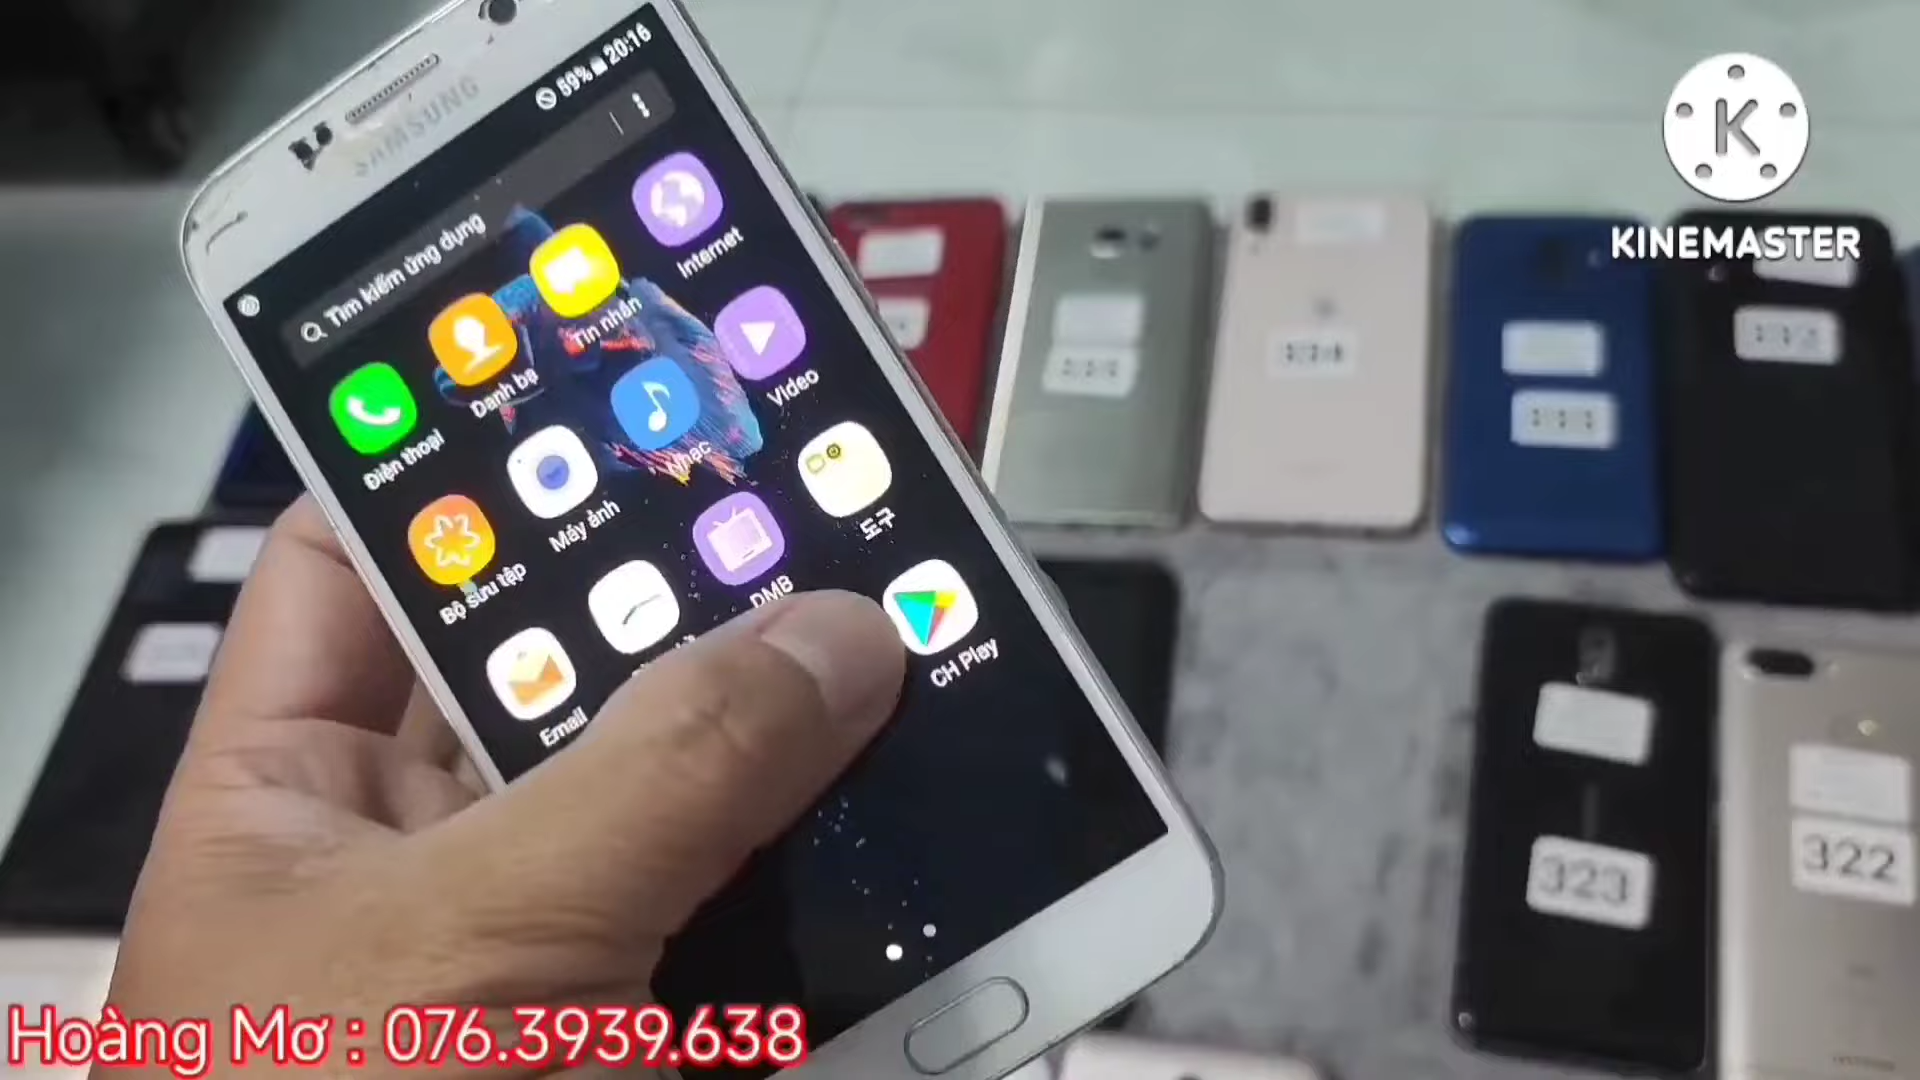 SAMSUNG
59% 20:16
Tìm kiếm ứng dụng
Điện thoại
Danh bạ
Tin nhắn
Internet
Bộ sưu tập
Máy ảnh
Nhạc
Video
Email
DMB
도구
CH Play
K
KINEMASTER
323
322
Hoàng Mơ : 076.3939.638